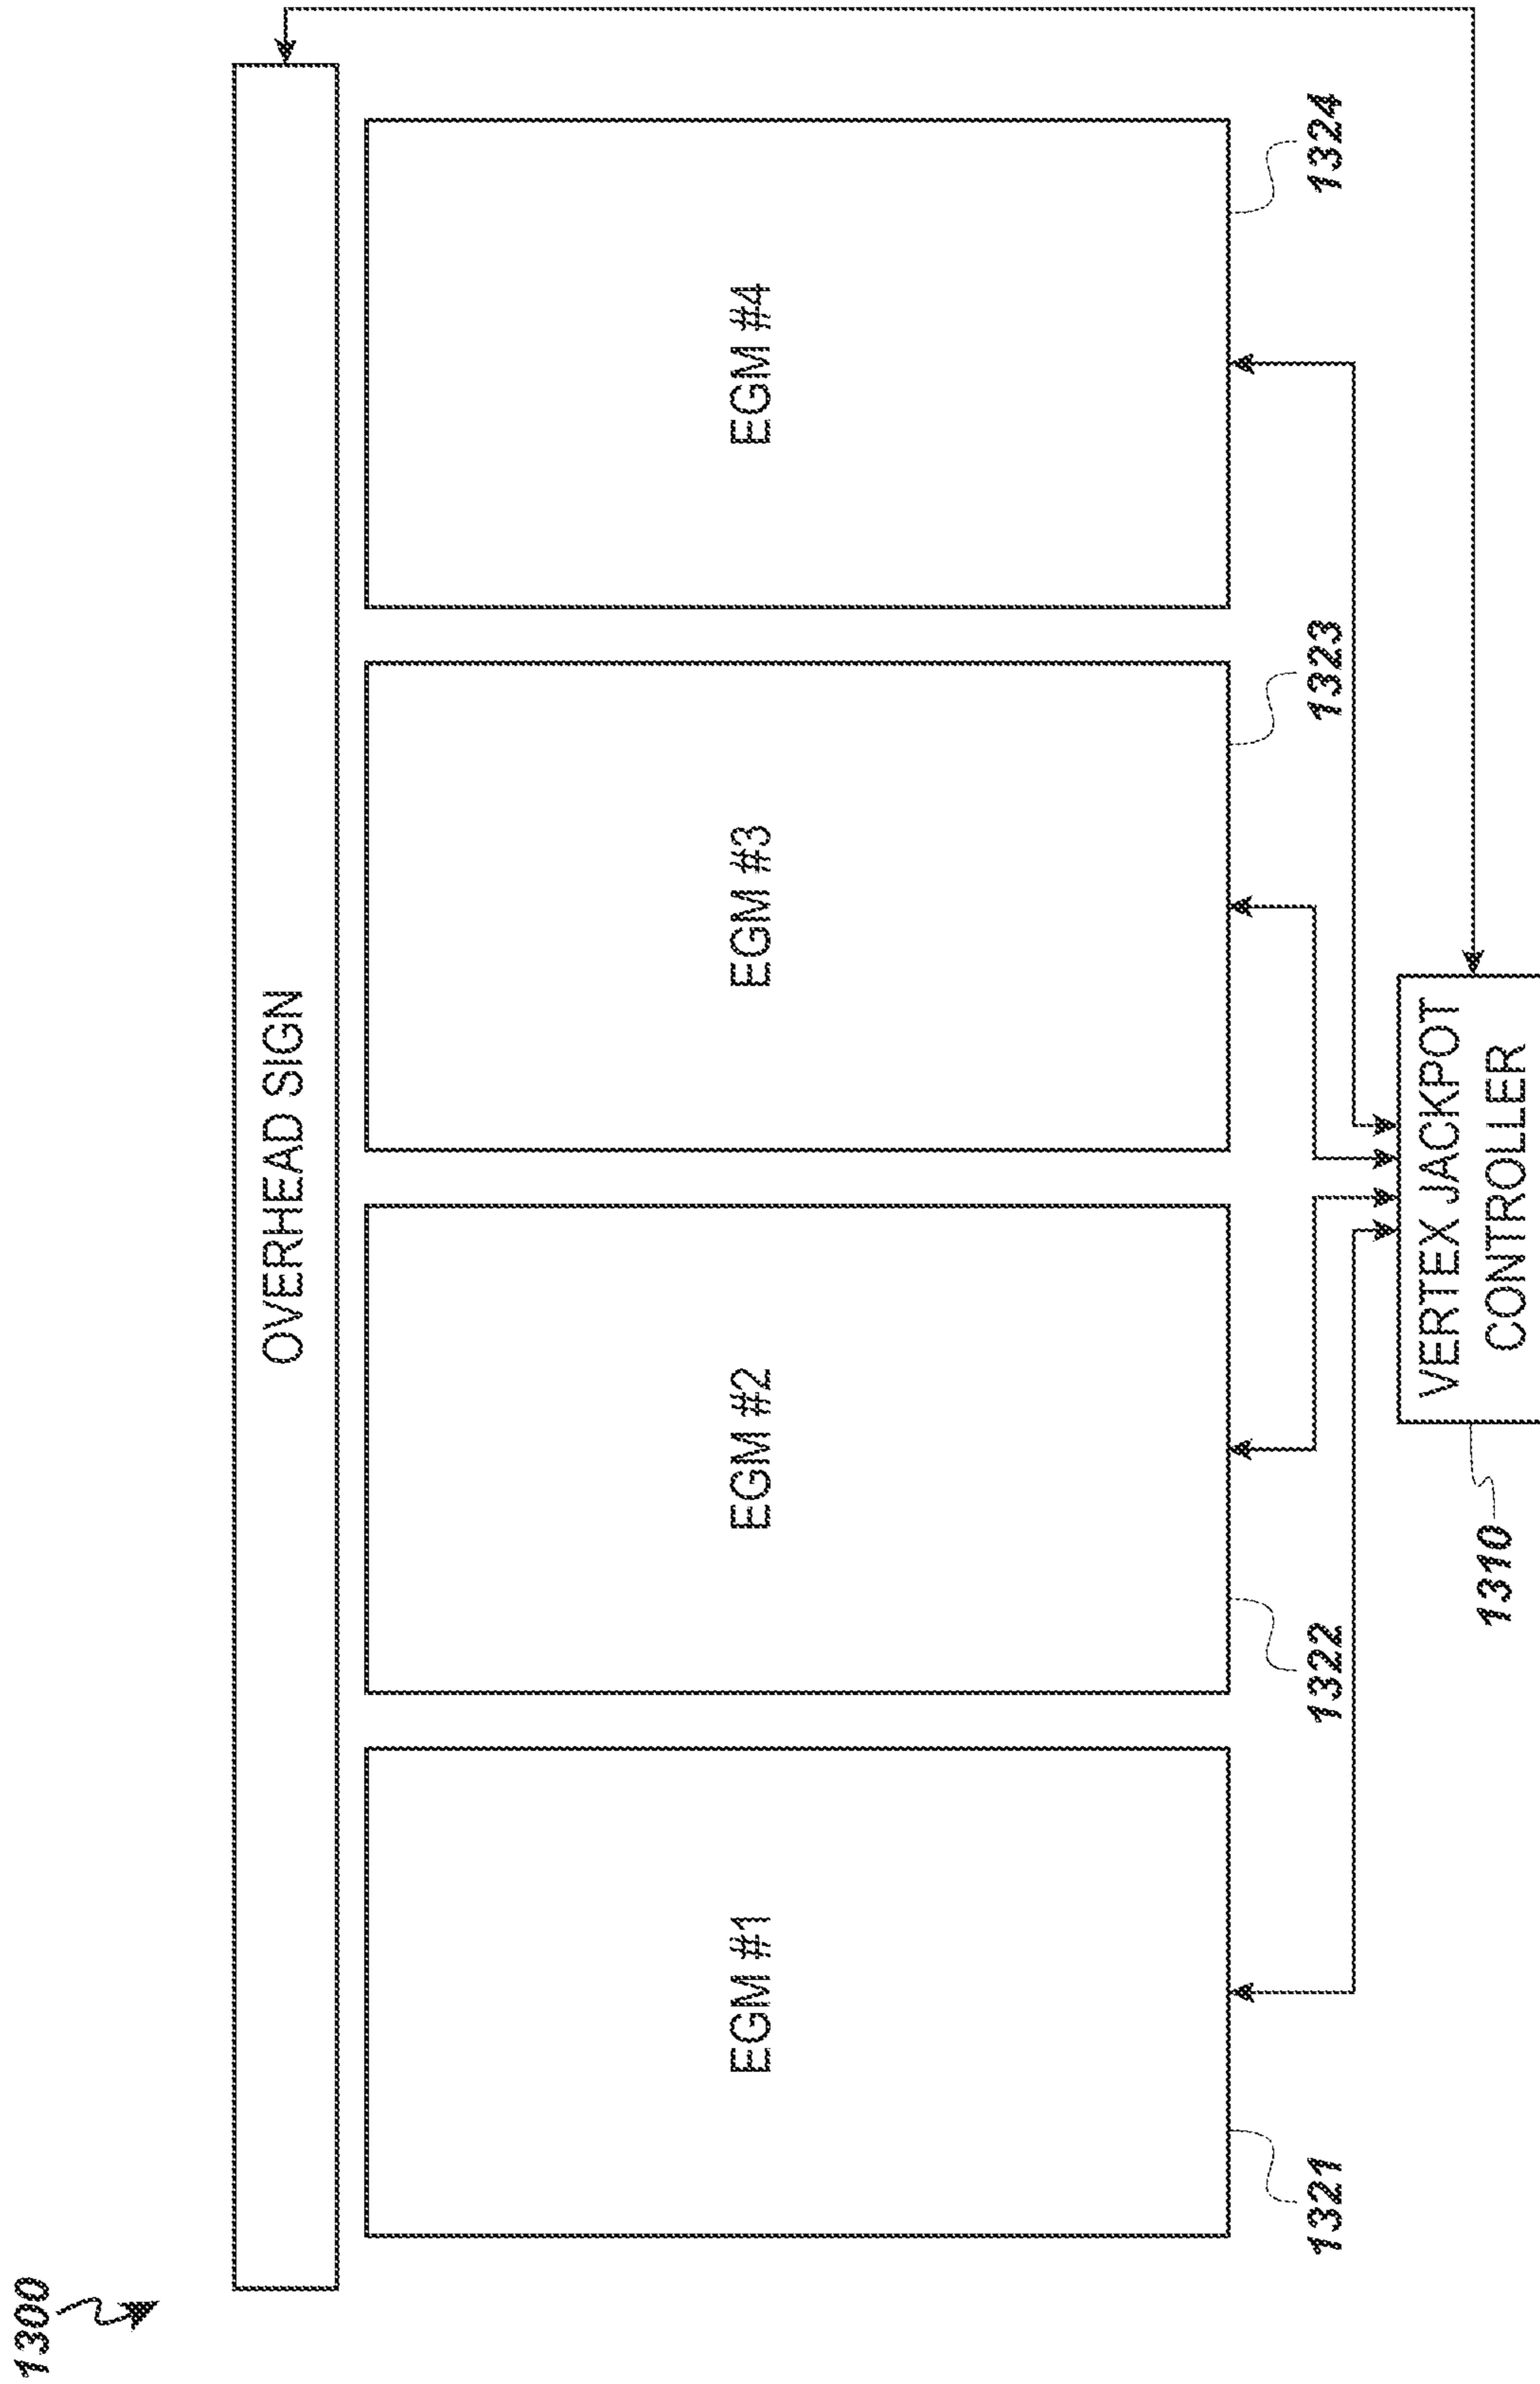 1300
OVERHEAD SIGN
EGM #1
EGM #2
EGM #3
EGM #4
1321
1322
1323
1324
VERTEX JACKPOT
CONTROLLER
1310